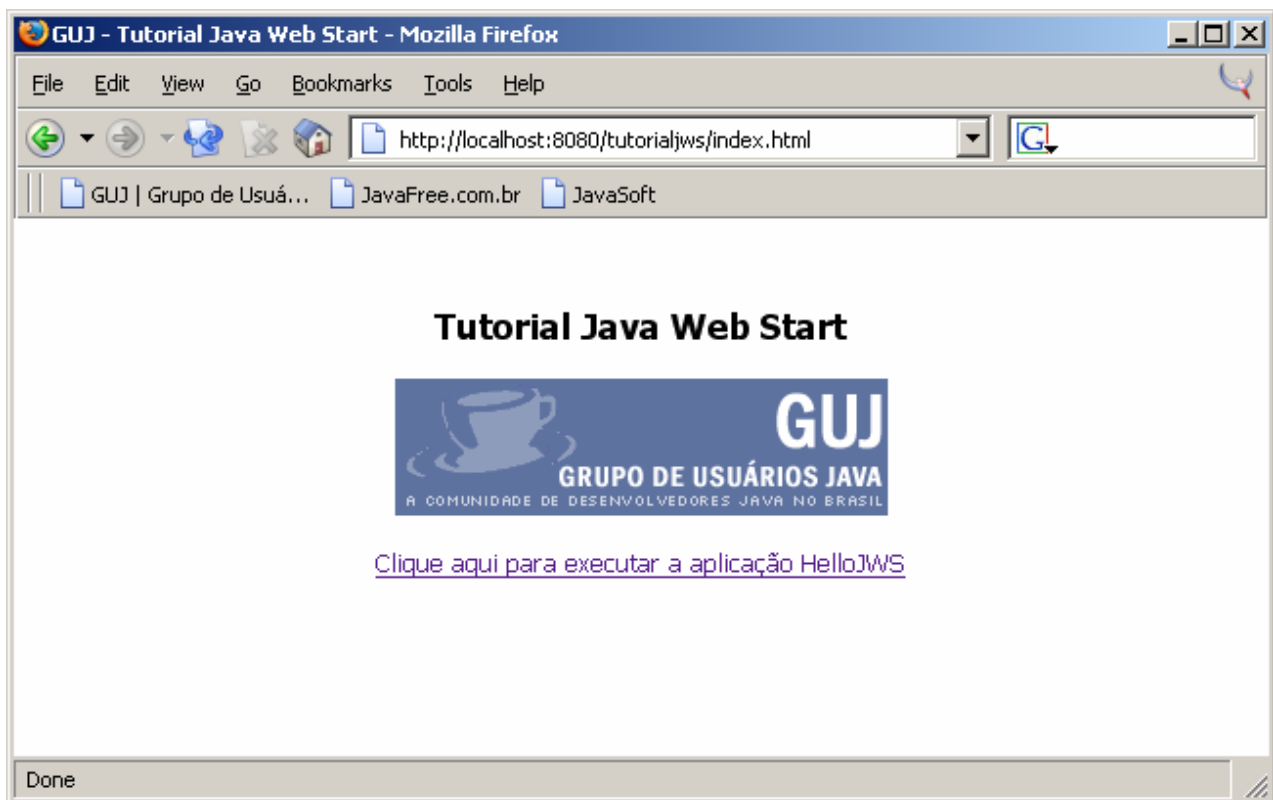 GUJ - Tutorial Java Web Start - Mozilla Firefox
File Edit View Go Bookmarks Tools Help
http://localhost:8080/tutorialjws/index.html G
GUJ | Grupo de Usuá... JavaFree.com.br JavaSoft
Tutorial Java Web Start
GUJ
GRUPO DE USUÁRIOS JAVA
A COMUNIDADE DE DESENVOLVEDORES JAVA NO BRASIL
Clique aqui para executar a aplicação HelloJWS
Done